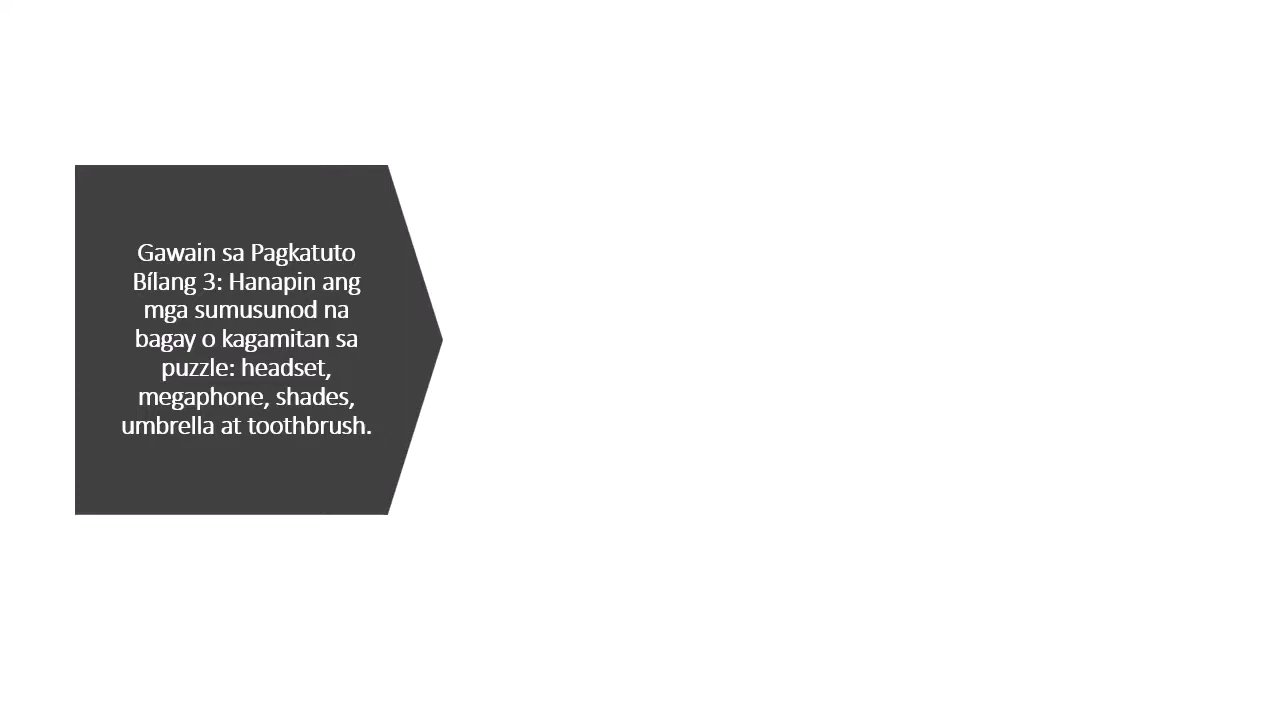 Gawain sa Pagkatuto
Bílang 3: Hanapin ang
mga sumusunod na
bagay o kagamitan sa
puzzle: headset,
megaphone, shades,
umbrella at toothbrush.